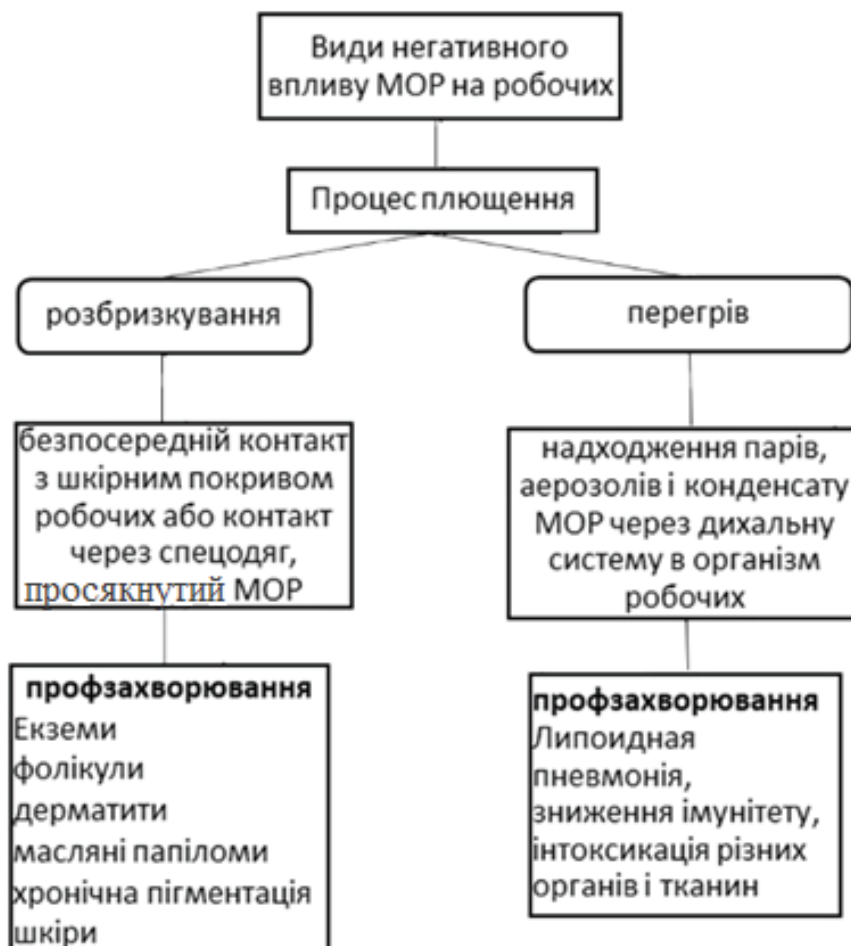 Види негативного
впливу МОР на робочих
Процес плющення
розбризкування
перегрів
безпосередній контакт
з шкірним покривом
робочих або контакт
через спецодяг,
просякнутий МОР
надходження парів,
аерозолів і конденсату
МОР через дихальну
систему в організм
робочих
профзахворювання
Екземи
фолікули
дерматити
масляні папіломи
хронічна пігментація
шкіри
профзахворювання
Липоидная
пневмонія,
зниження імунітету,
інтоксикація різних
органів і тканин